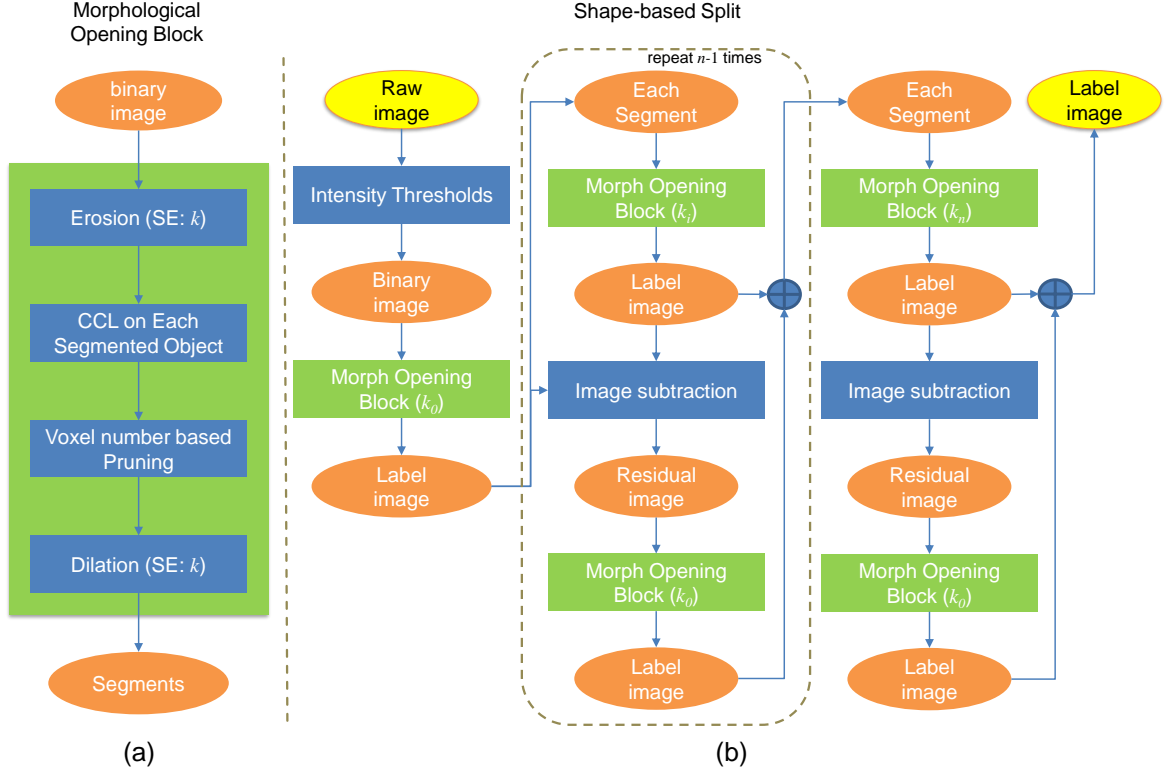 Morphological
Opening Block
binary
image
Erosion (SE: k)
CCL on Each
Segmented Object
Voxel number based
Pruning
Dilation (SE: k)
Segments
(a)
Shape-based Split
Raw
image
Intensity Thresholds
Binary
image
Morph Opening
Block (k0)
Label
image
repeat n-1 times
Each
Segment
Morph Opening
Block (ki)
Label
image
Image subtraction
Residual
image
Morph Opening
Block (k0)
Label
image
Each
Segment
Morph Opening
Block (kn)
Label
image
Image subtraction
Residual
image
Morph Opening
Block (k0)
Label
image
Label
image
(b)